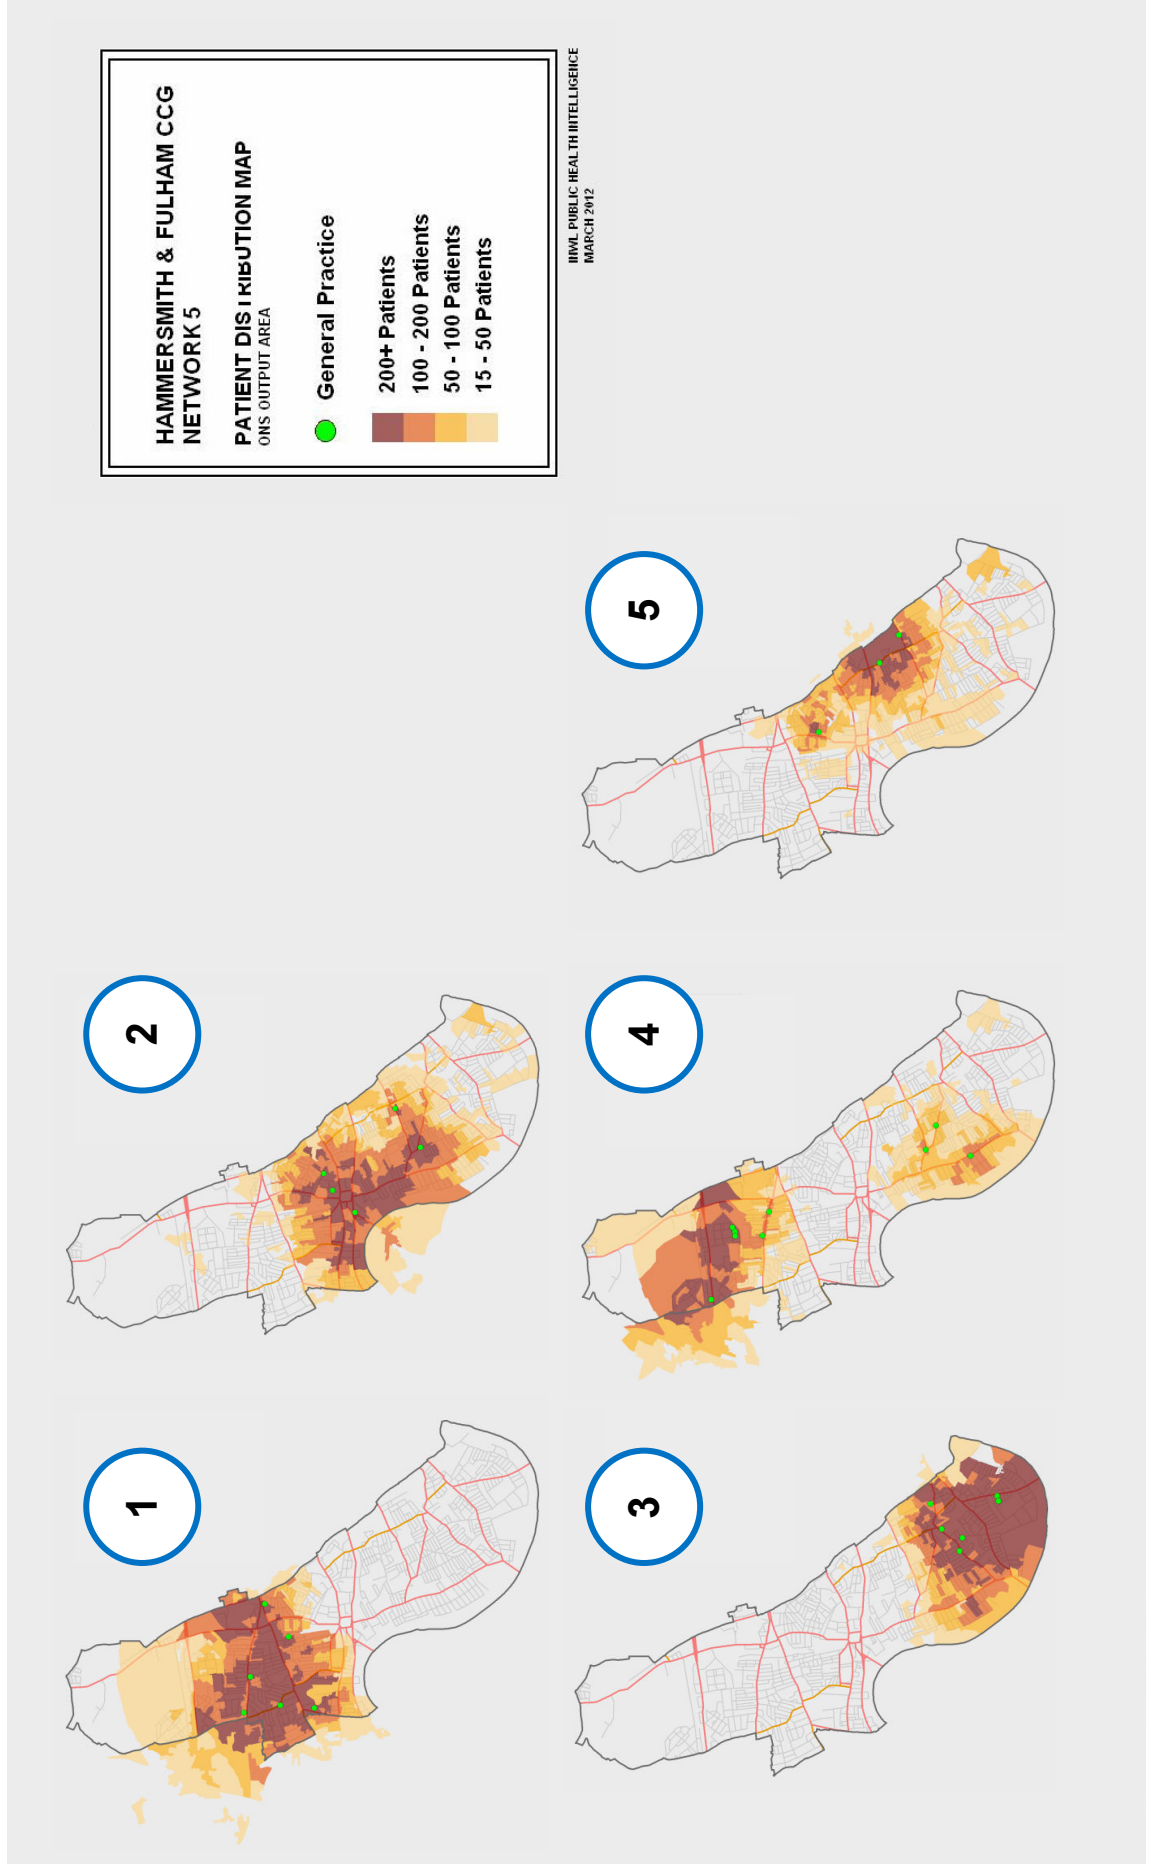 HAMMERSMITH & FULHAM CCG
NETWORK 5
PATIENT DISTRIBUTION MAP
ONS OUTPUT AREA
General Practice
200+ Patients
100 - 200 Patients
50 - 100 Patients
15 - 50 Patients
INWL PUBLIC HEALTH INTELLIGENCE
MARCH 2012
1
2
3
4
5